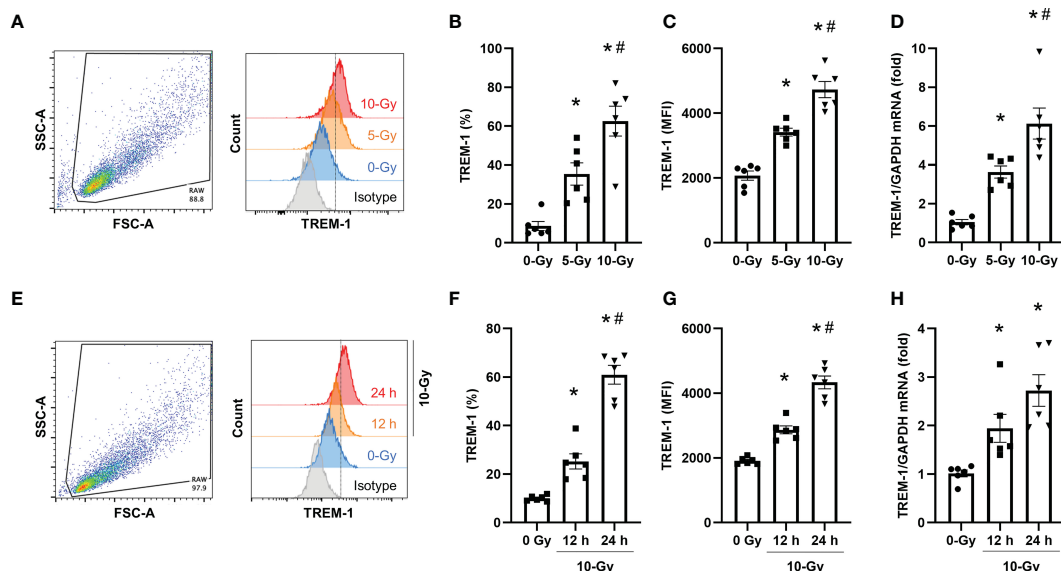 A
SSC-A
RAW
88.8
FSC-A
Count
10-Gy
5-Gy
0-Gy
Isotype
TREM-1
B
TREM-1 (%)
100
80
60
40
20
0
*
* #
0-Gy 5-Gy 10-Gy
C
TREM-1 (MFI)
6000
4000
2000
0
*
* #
0-Gy 5-Gy 10-Gy
D
TREM-1/GAPDH mRNA (fold)
10
8
6
4
2
0
*
* #
0-Gy 5-Gy 10-Gy
E
SSC-A
RAW
97.9
FSC-A
Count
24 h
12 h
0-Gy
Isotype
10-Gy
TREM-1
F
TREM-1 (%)
80
60
40
20
0
*
* #
0 Gy 12 h 24 h
10-Gy
G
TREM-1 (MFI)
6000
4000
2000
0
*
* #
0 Gy 12 h 24 h
10-Gy
H
TREM-1/GAPDH mRNA (fold)
4
3
2
1
0
*
*
0-Gy 12 h 24 h
10-Gy